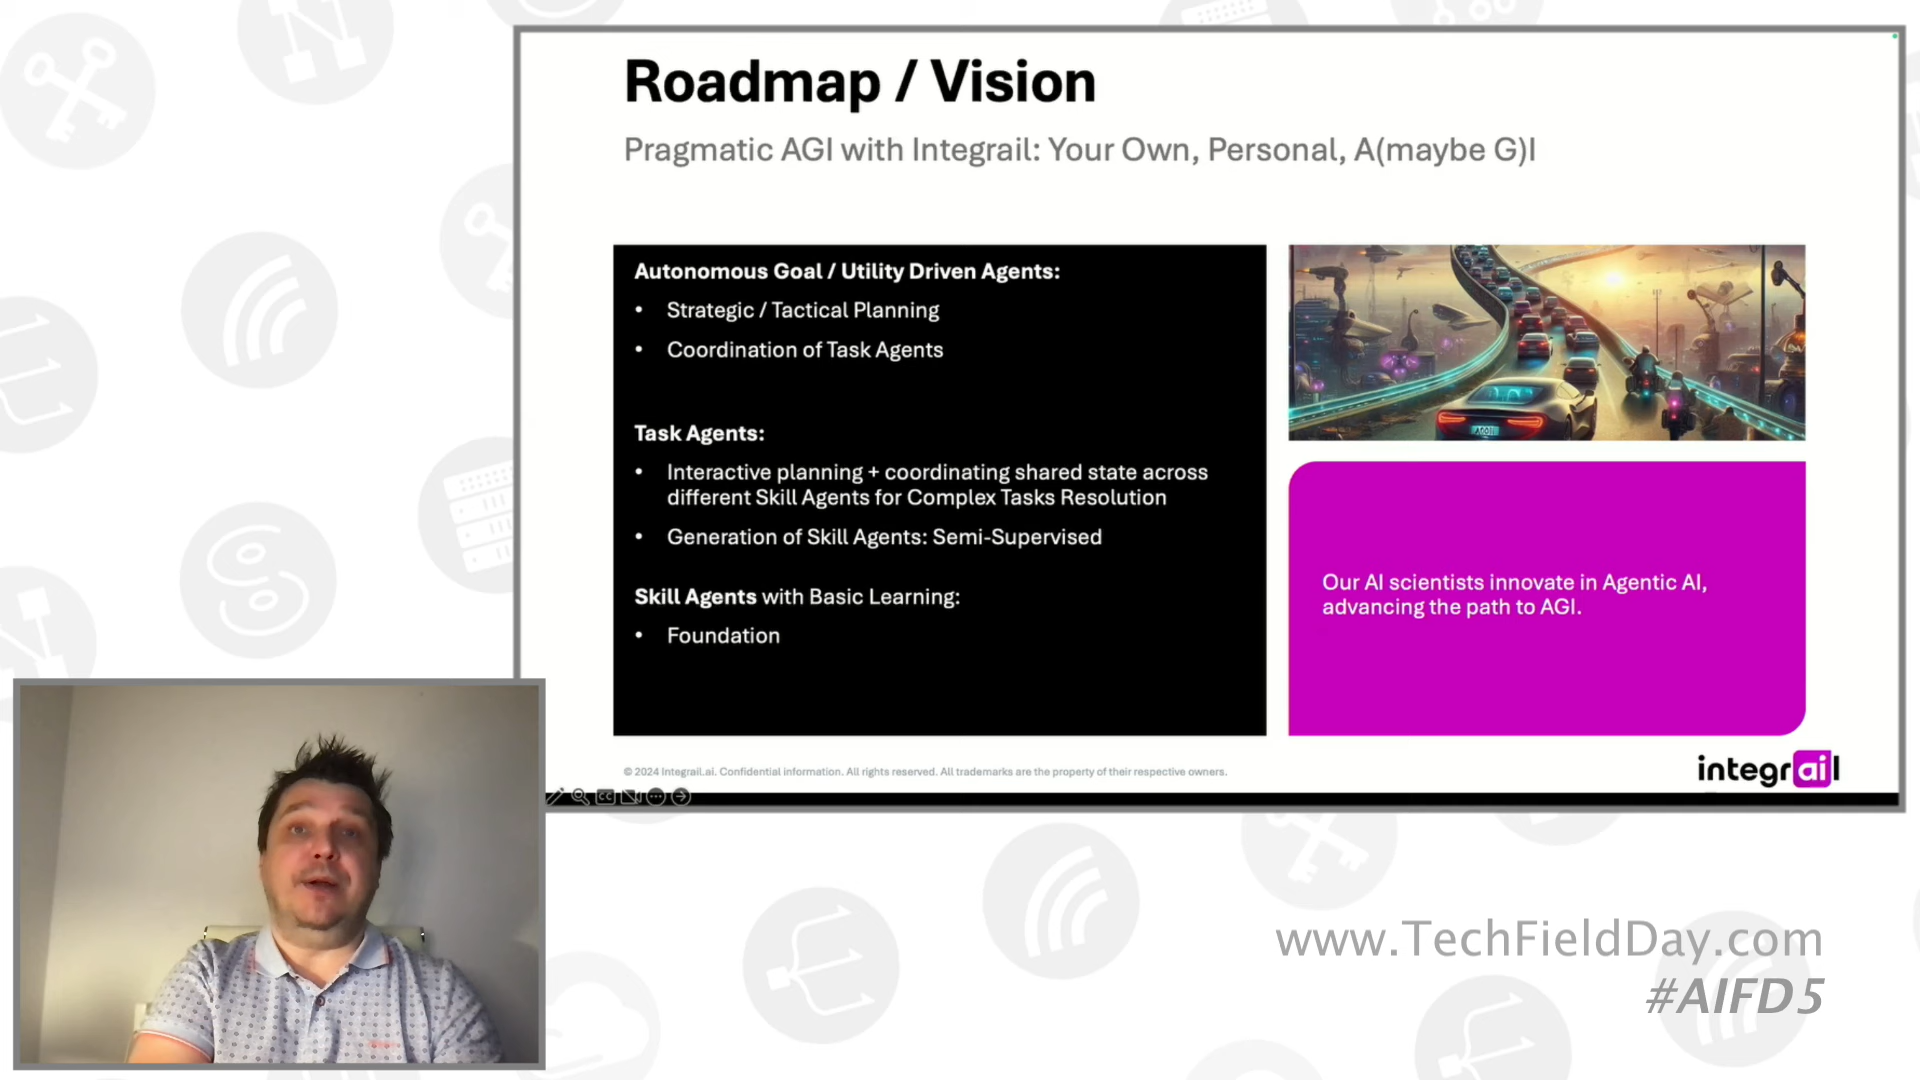 Roadmap / Vision
Pragmatic AGI with Integrail: Your Own, Personal, A(maybe G)I
Autonomous Goal / Utility Driven Agents:
• Strategic / Tactical Planning
• Coordination of Task Agents
Task Agents:
• Interactive planning + coordinating shared state across
different Skill Agents for Complex Tasks Resolution
• Generation of Skill Agents: Semi-Supervised
Skill Agents with Basic Learning:
• Foundation
Our AI scientists innovate in Agentic AI,
advancing the path to AGI.
© 2024 Integrail.ai. Confidential information. All rights reserved. All trademarks are the property of their respective owners.
integrail
CC
www.TechFieldDay.com
#AIFD5